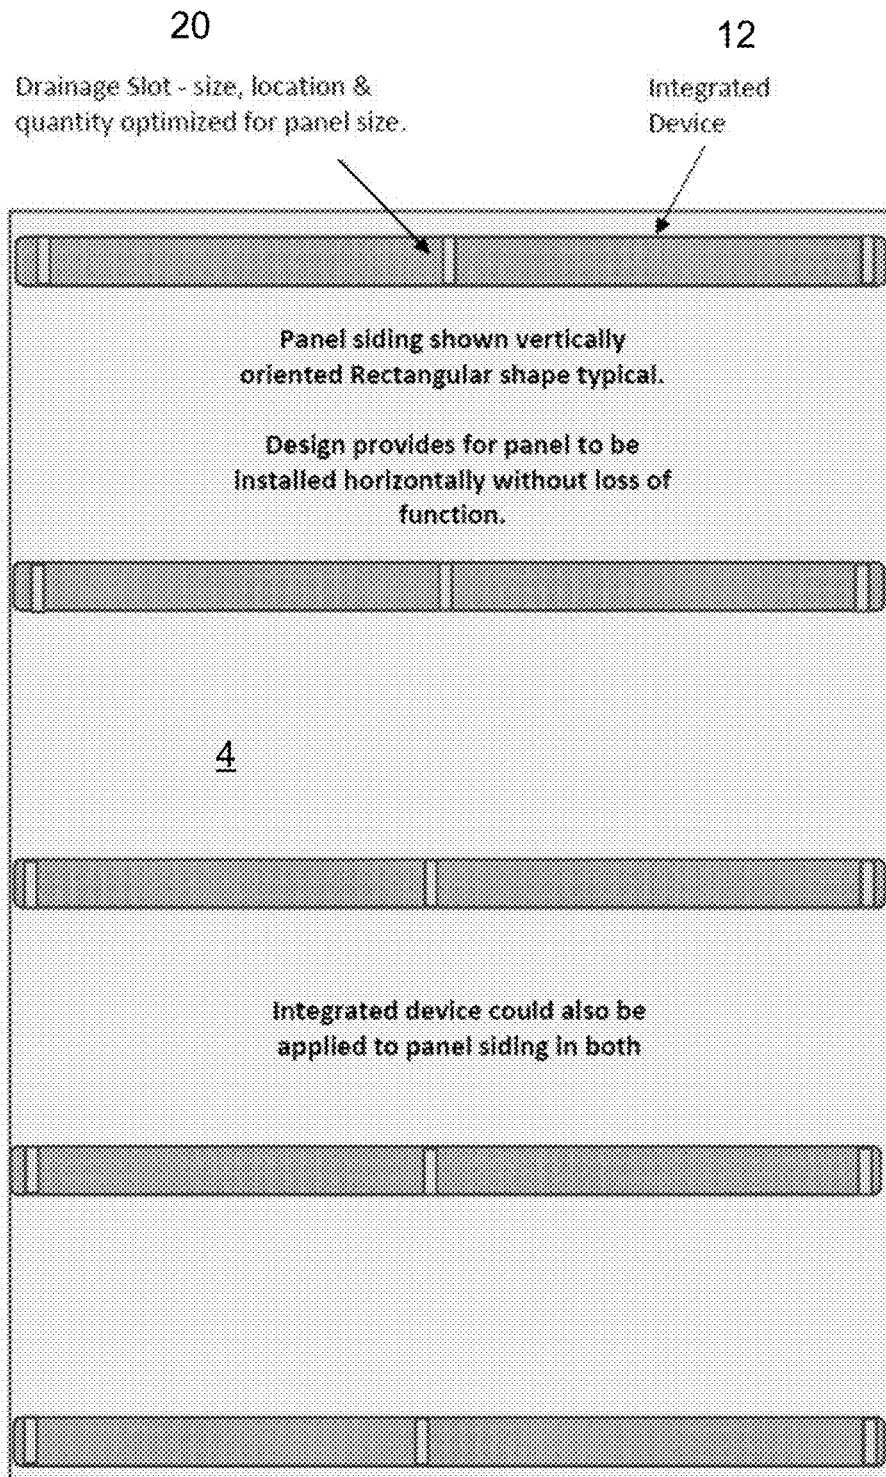 20
12
Drainage Slot - size, location &
quantity optimized for panel size.
Integrated
Device
Panel siding shown vertically
oriented Rectangular shape typical.
Design provides for panel to be
installed horizontally without loss of
function.
4
Integrated device could also be
applied to panel siding in both